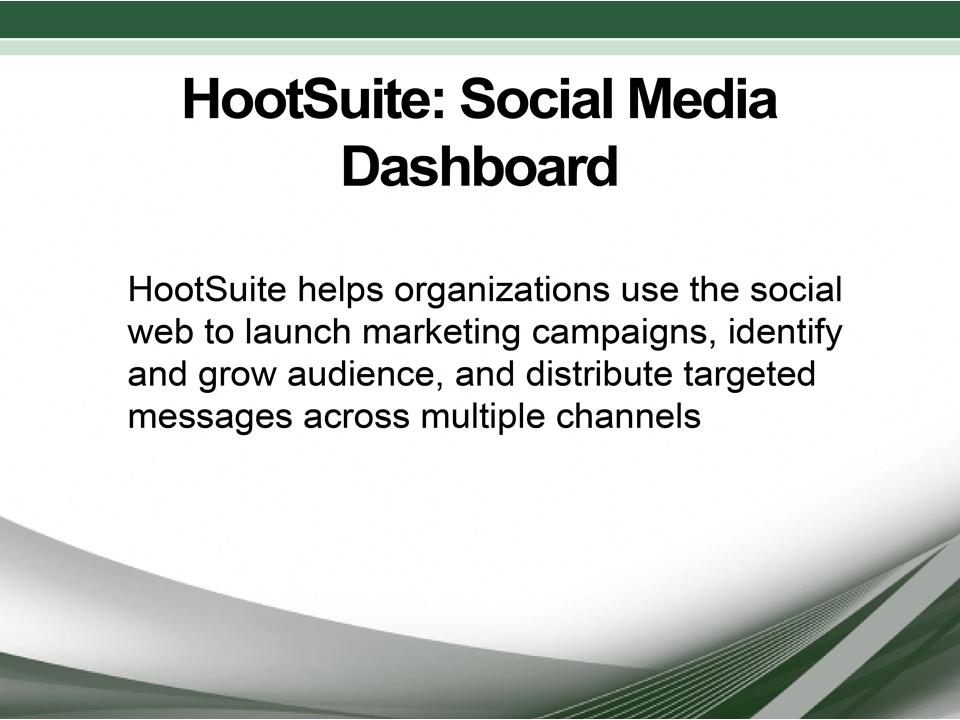 HootSuite: Social Media
Dashboard
HootSuite helps organizations use the social
web to launch marketing campaigns, identify
and grow audience, and distribute targeted
messages across multiple channels